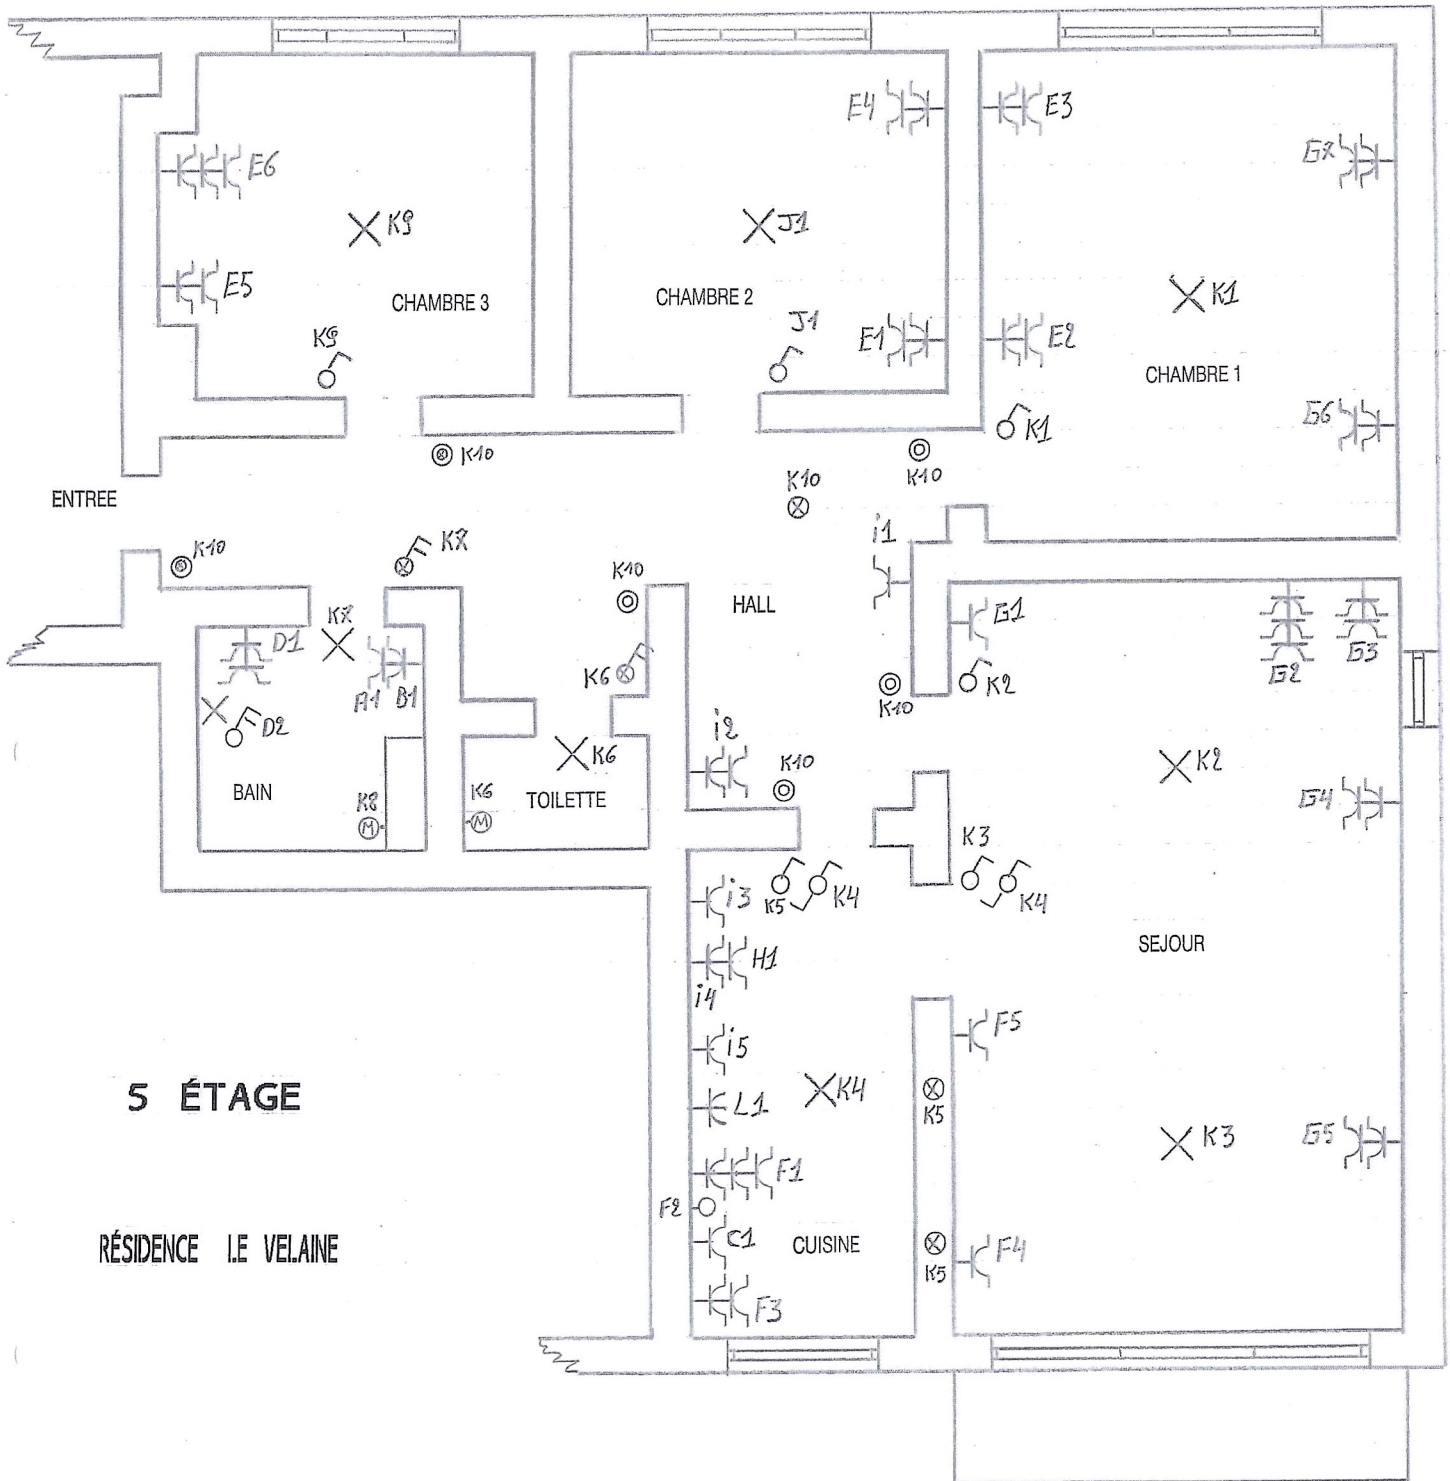 E4
E3
G7
E6
K9
J1
E5
CHAMBRE 3
CHAMBRE 2
K1
K9
J1
E1
E2
CHAMBRE 1
G6
K1
K10
K10
K10
ENTREE
i1
K10
K7
K10
HALL
G1
K7
D1
G3
G2
K6
K2
A1 B1
K10
D2
i2
K6
K2
K10
BAIN
K8
K6
TOILETTE
G4
K3
i3
K5
K4
K4
SEJOUR
H1
i4
F5
i5
5 ÉTAGE
L1
K4
K5
K3
G5
F1
F2
C1
RÉSIDENCE LE VELAINE
CUISINE
F4
K5
F3
M
M